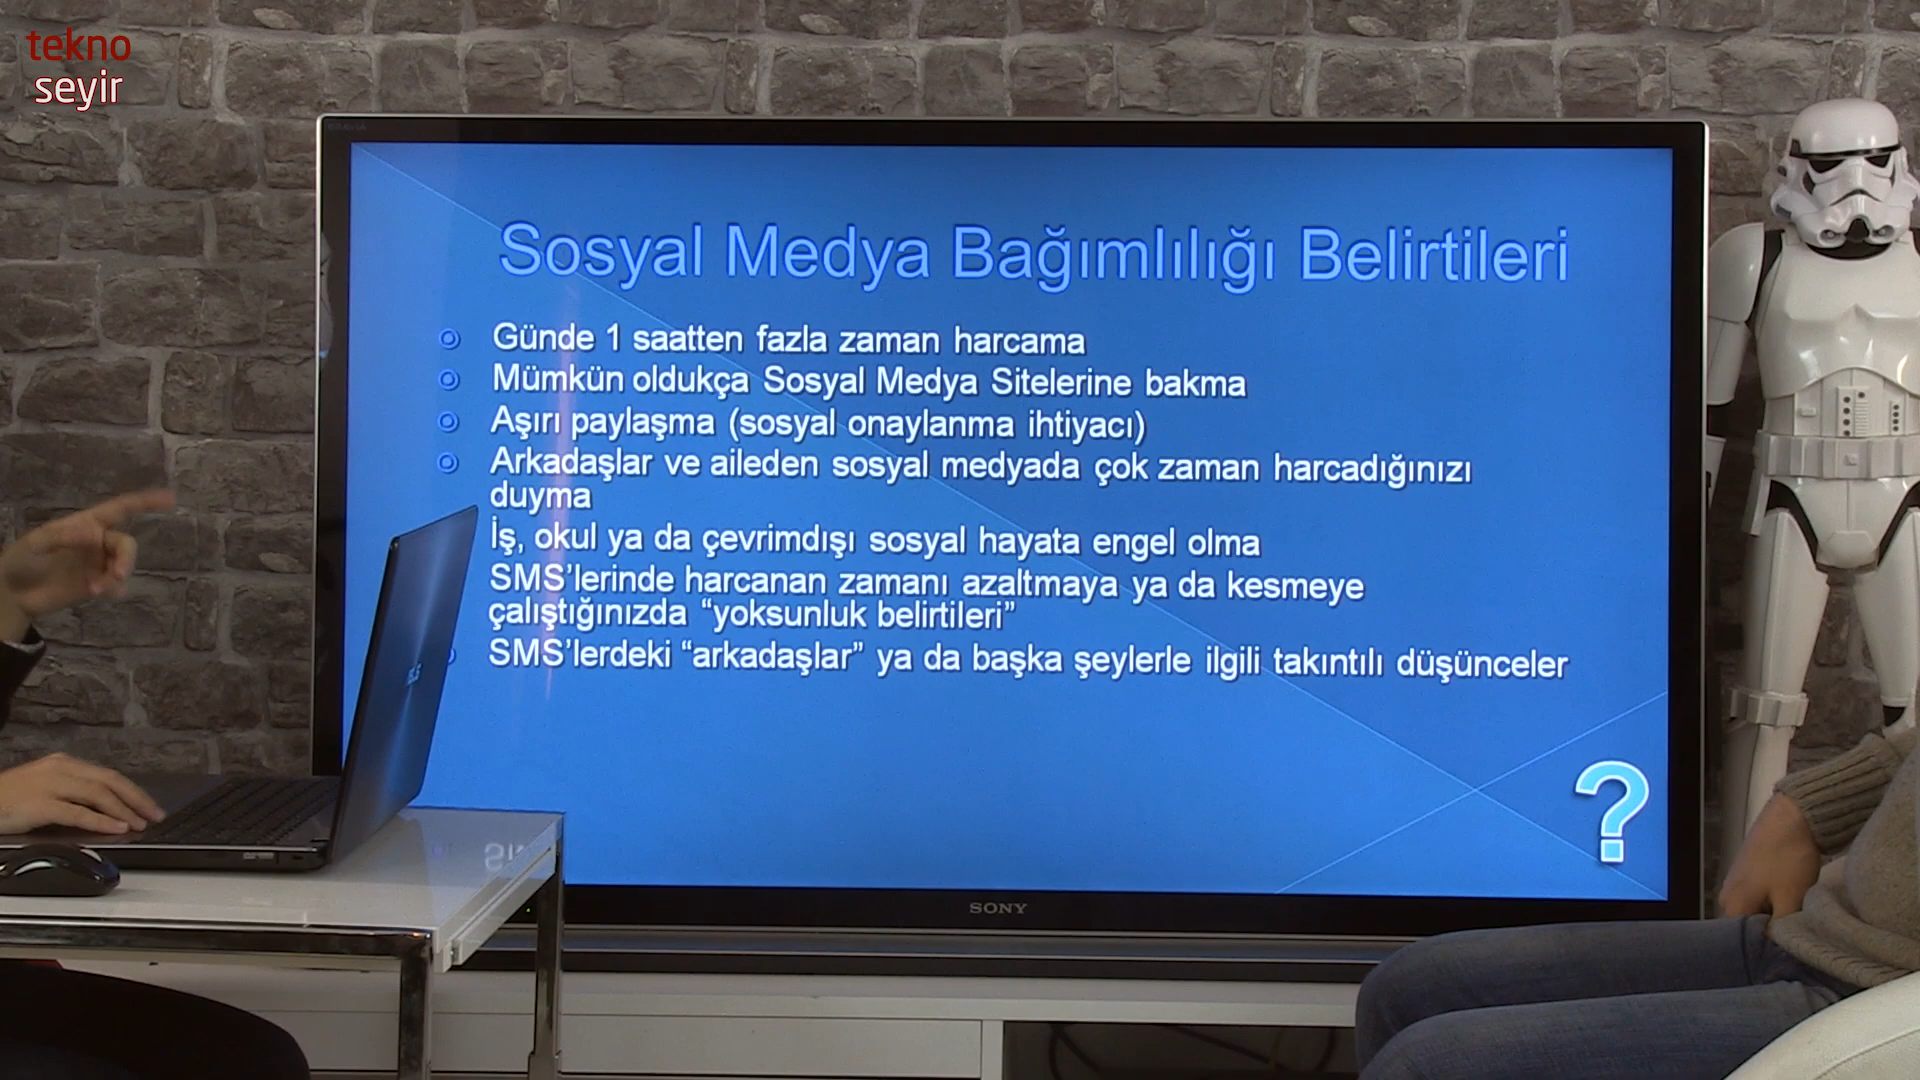 tekno
seyir
Sosyal Medya Bağımlılığı Belirtileri
Günde 1 saatten fazla zaman harcama
Mümkün oldukça Sosyal Medya Sitelerine bakma
Aşırı paylaşma (sosyal onaylanma ihtiyacı)
Arkadaşlar ve aileden sosyal medyada çok zaman harcadığınızı
duyma
İş, okul ya da çevrimdışı sosyal hayata engel olma
SMS’lerinde harcanan zamanı azaltmaya ya da kesmeye
çalıştığınızda “yoksunluk belirtileri”
SMS’lerdeki “arkadaşlar” ya da başka şeylerle ilgili takıntılı düşünceler
?
SONY